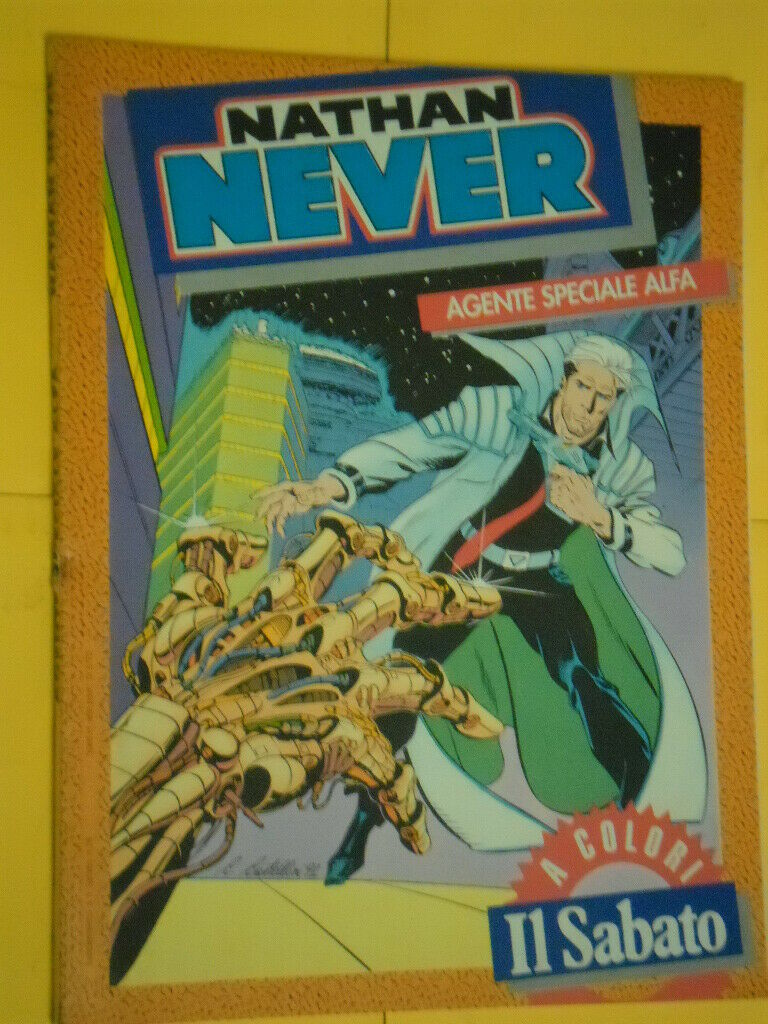 NATHAN
NEVER
AGENTE SPECIALE ALFA
A COLORI
Il Sabato